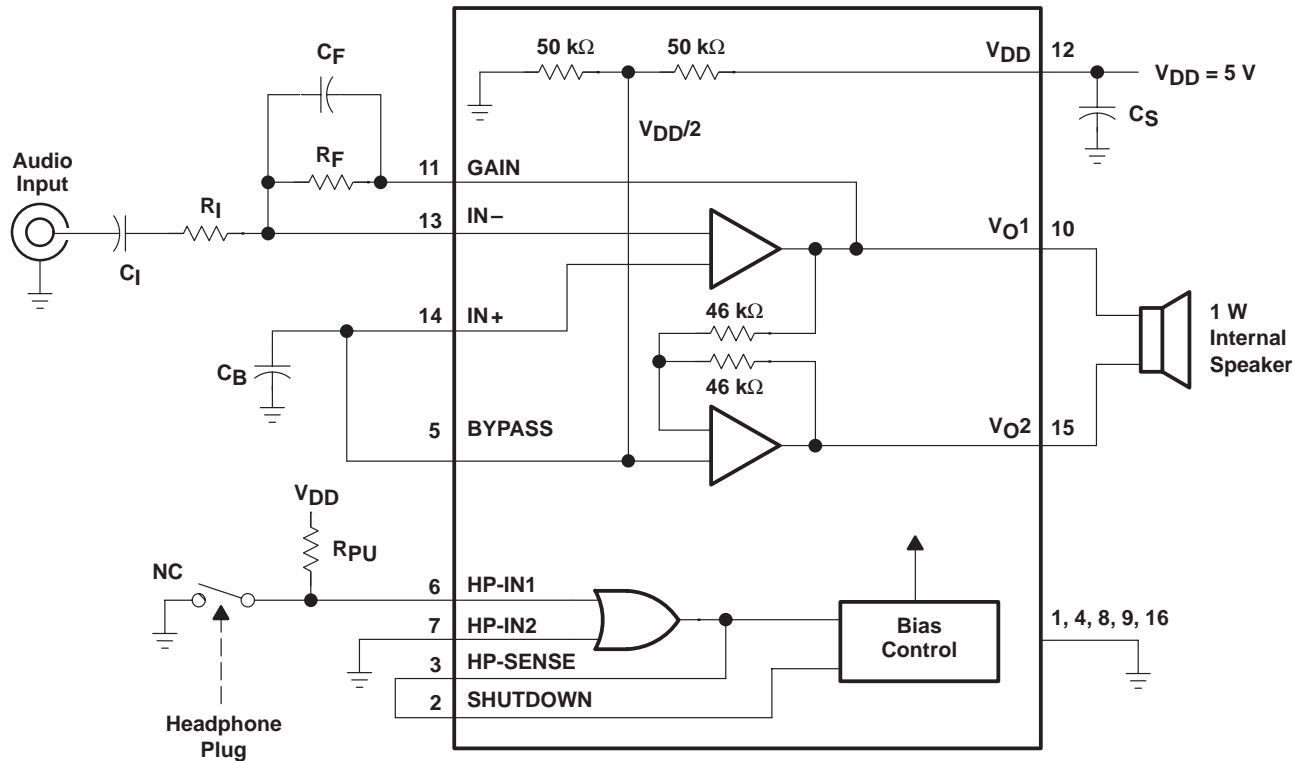 50 kΩ
50 kΩ
VDD
12
VDD = 5 V
CS
CF
VDD/2
RF
11
GAIN
Audio
Input
RI
13
IN−
CI
VO1
10
46 kΩ
14
IN+
1 W
Internal
Speaker
CB
46 kΩ
5
BYPASS
VO2
15
VDD
RPU
NC
6
HP-IN1
7
HP-IN2
3
HP-SENSE
2
SHUTDOWN
Bias
Control
1, 4, 8, 9, 16
Headphone
Plug